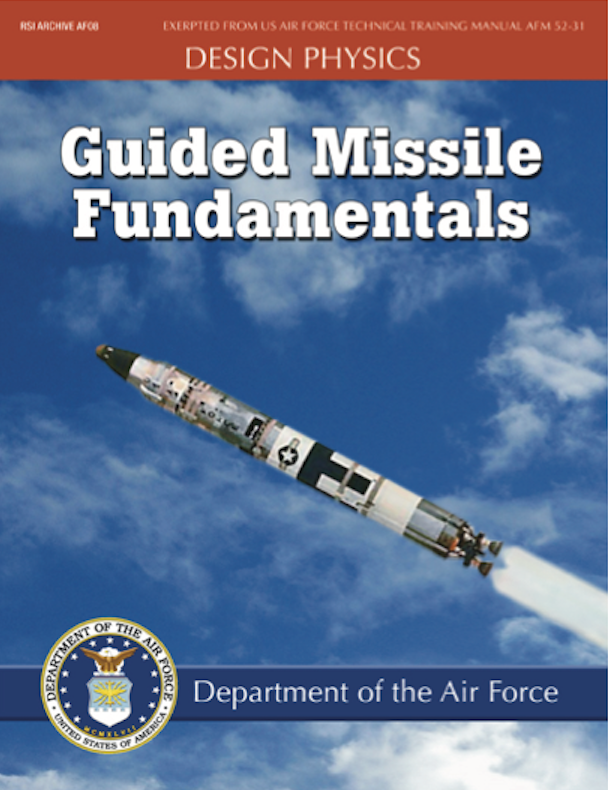 RSI ARCHIVE AF08
EXERPTED FROM US AIR FORCE TECHNICAL TRAINING MANUAL AFM 52-31
DESIGN PHYSICS
Guided Missile
Fundamentals
DEPARTMENT OF THE AIR FORCE
MCMXLVII
UNITED STATES OF AMERICA
Department of the Air Force